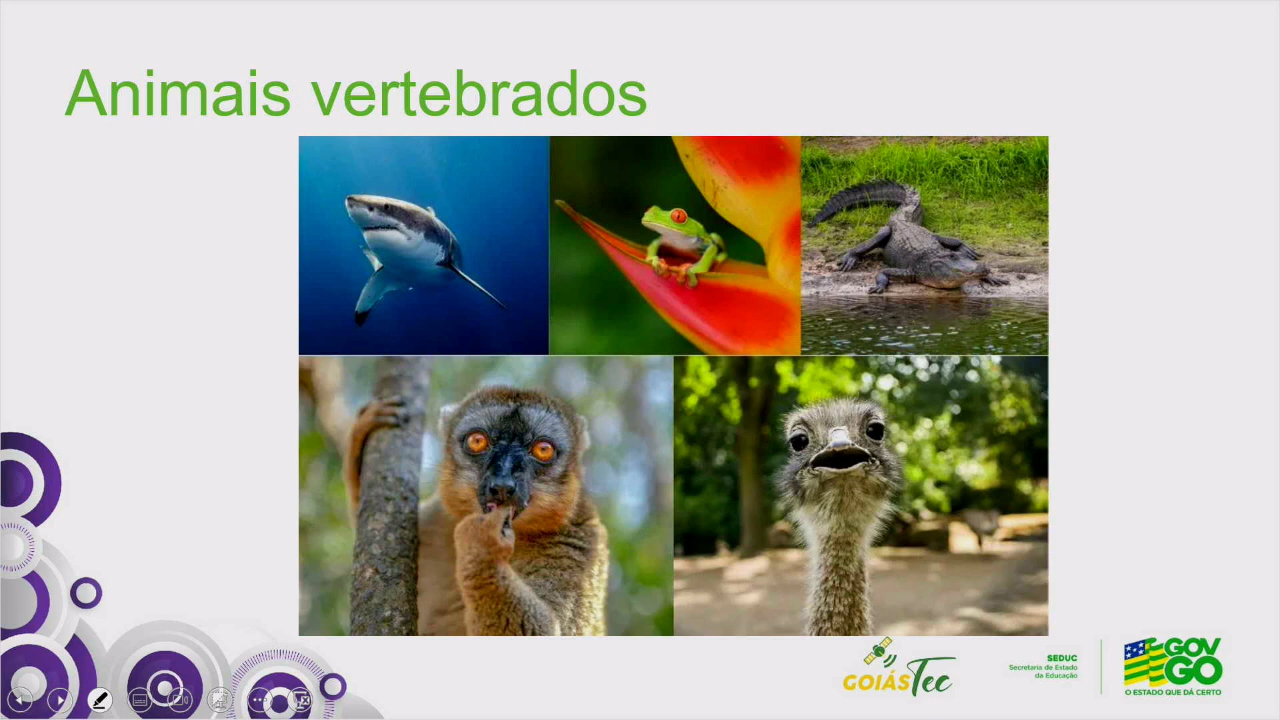 Animais vertebrados
GOIÁSTec
SEDUC
Secretaria de Estado
da Educação
GOV
GO
O ESTADO QUE DÁ CERTO